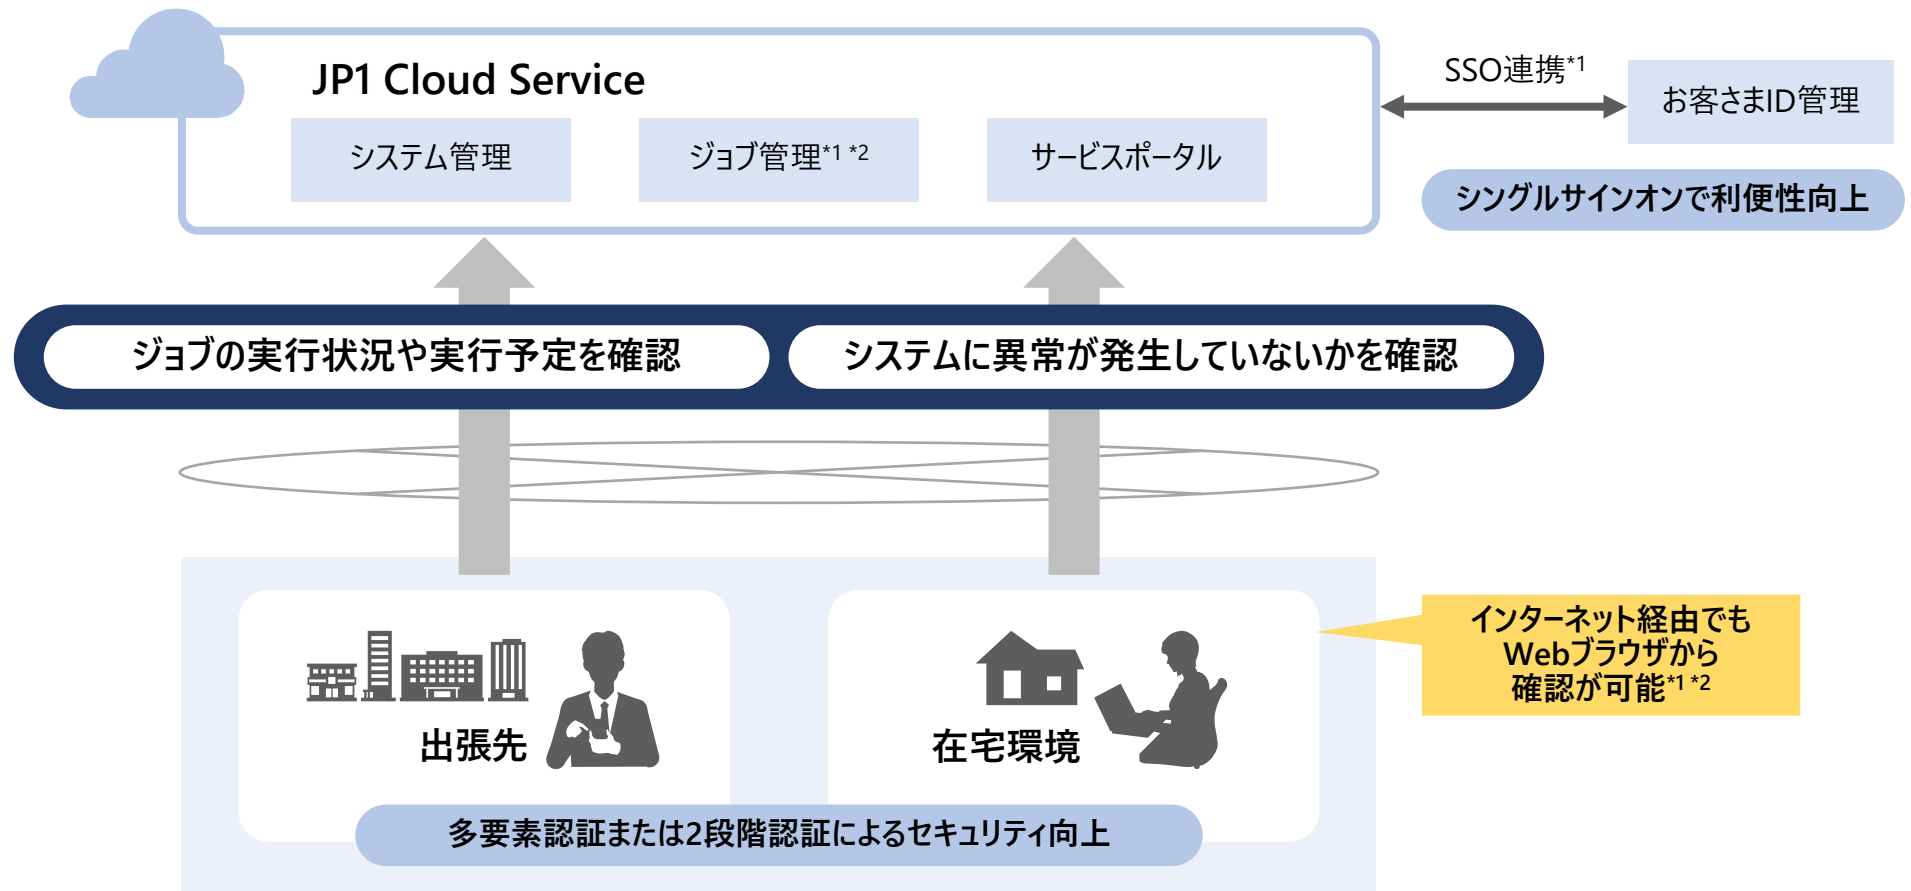 JP1 Cloud Service
システム管理
ジョブ管理*1 *2
サービスポータル
SSO連携*1
お客さまID管理
シングルサインオンで利便性向上
ジョブの実行状況や実行予定を確認
システムに異常が発生していないかを確認
出張先
在宅環境
インターネット経由でも
Webブラウザから
確認が可能*1 *2
多要素認証または2段階認証によるセキュリティ向上